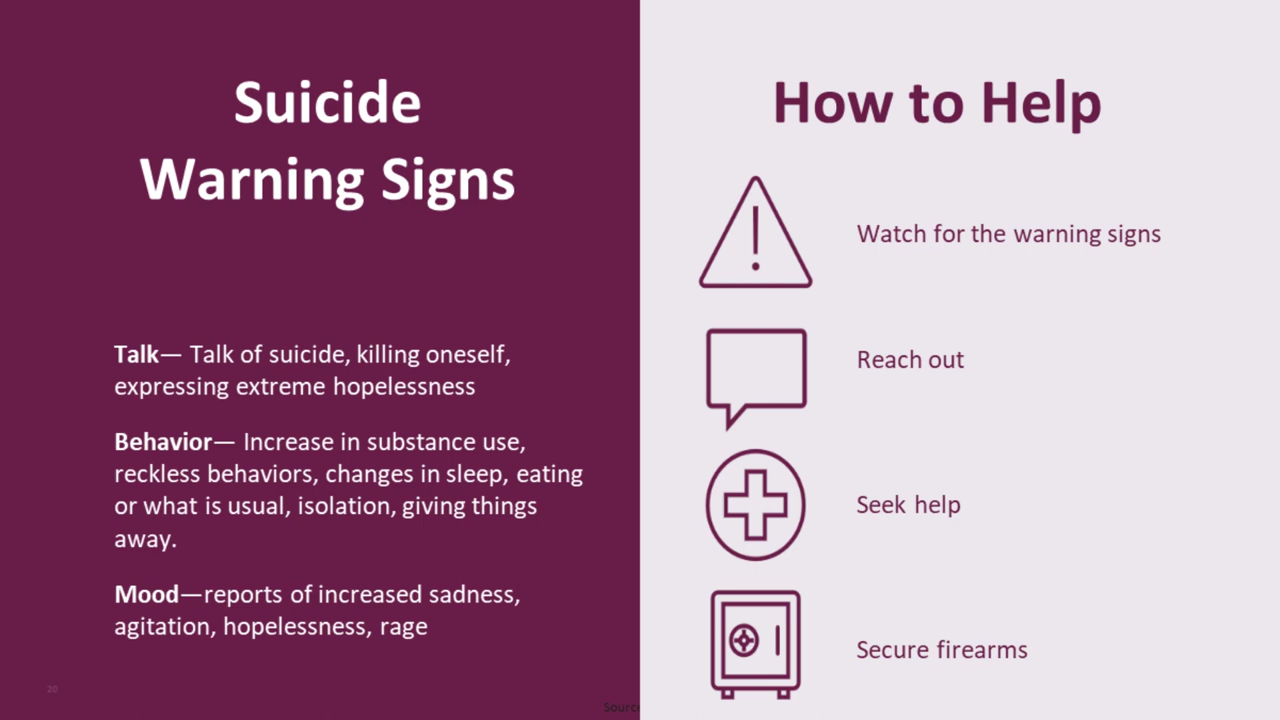 Suicide
Warning Signs
Talk— Talk of suicide, killing oneself,
expressing extreme hopelessness
Behavior— Increase in substance use,
reckless behaviors, changes in sleep, eating
or what is usual, isolation, giving things
away.
Mood—reports of increased sadness,
agitation, hopelessness, rage
20
Source
How to Help
Watch for the warning signs
Reach out
Seek help
Secure firearms